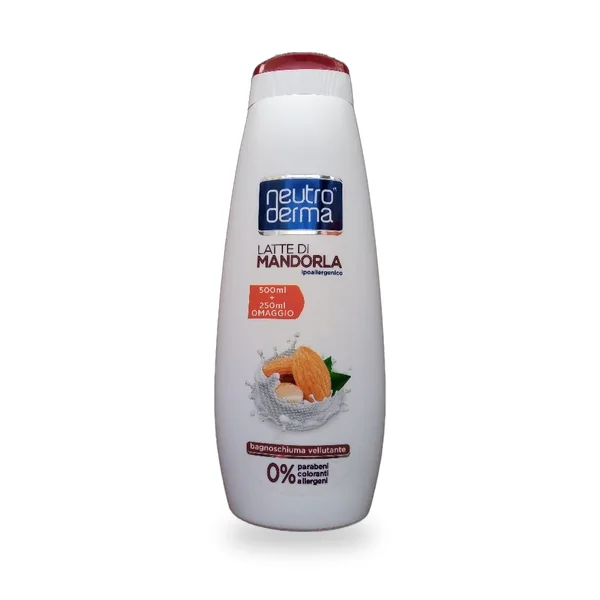 neutro
derma
LATTE DI
MANDORLA
ipoallergenico
500ml
+
250ml
OMAGGIO
bagnoschiuma vellutante
0% parabeni
coloranti
allergeni